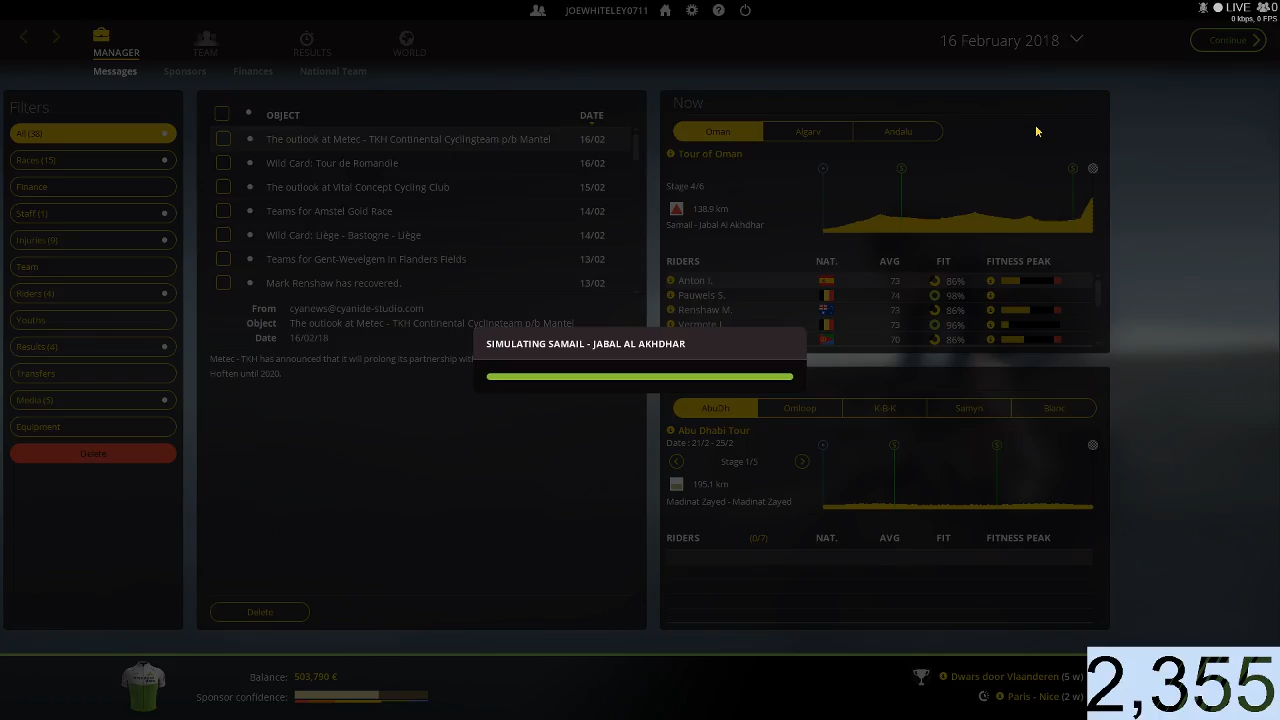 JOEWHITELEY0711
LIVE 0
0 kbps, 0 FPS
MANAGER
TEAM
RESULTS
WORLD
16 February 2018
Continue
Messages
Sponsors
Finances
National Team
Filters
All (38)
Races (15)
Finance
Staff (1)
Injuries (9)
Team
Riders (4)
Youths
Results (4)
Transfers
Media (5)
Equipment
Delete
OBJECT DATE
The outlook at Metec - TKH Continental Cyclingteam p/b Mantel 16/02
Wild Card: Tour de Romandie 16/02
The outlook at Vital Concept Cycling Club 15/02
Teams for Amstel Gold Race 14/02
Wild Card: Liège - Bastogne - Liège 14/02
Teams for Gent-Wevelgem In Flanders Fields 13/02
Mark Renshaw has recovered. 13/02
From cyanews@cyanide-studio.com
Object The outlook at Metec - TKH Continental Cyclingteam p/b Mantel
Date 16/02/18
Metec - TKH has announced that it will prolong its partnership with
Hoften until 2020.
Delete
SIMULATING SAMAIL - JABAL AL AKHDHAR
Now
Oman Algarv Andalu
Tour of Oman
Stage 4/6
138.9 km
Samail - Jabal Al Akhdhar
S S
RIDERS NAT. AVG FIT FITNESS PEAK
Anton I. 73 86%
Pauwels S. 74 98%
Renshaw M. 73 86%
Vermote J. 73 96%
70 86%
AbuDh Omloop K-B-K Samyn Blanc
Abu Dhabi Tour
Date : 21/2 - 25/2
Stage 1/5
195.1 km
Madinat Zayed - Madinat Zayed
S S
RIDERS (0/7) NAT. AVG FIT FITNESS PEAK
Balance: 503,790 €
Sponsor confidence:
Dwars door Vlaanderen (5 w)
Paris - Nice (2 w)
2,355